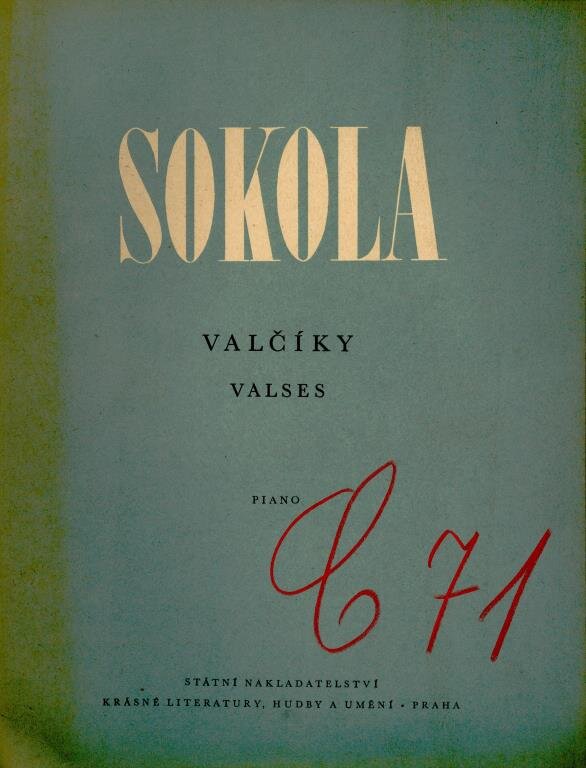 SOKOLA
VALČÍKY
VALSES
PIANO
C 71
STÁTNÍ NAKLADATELSTVÍ
KRÁSNÉ LITERATURY, HUDBY A UMĚNÍ • PRAHA